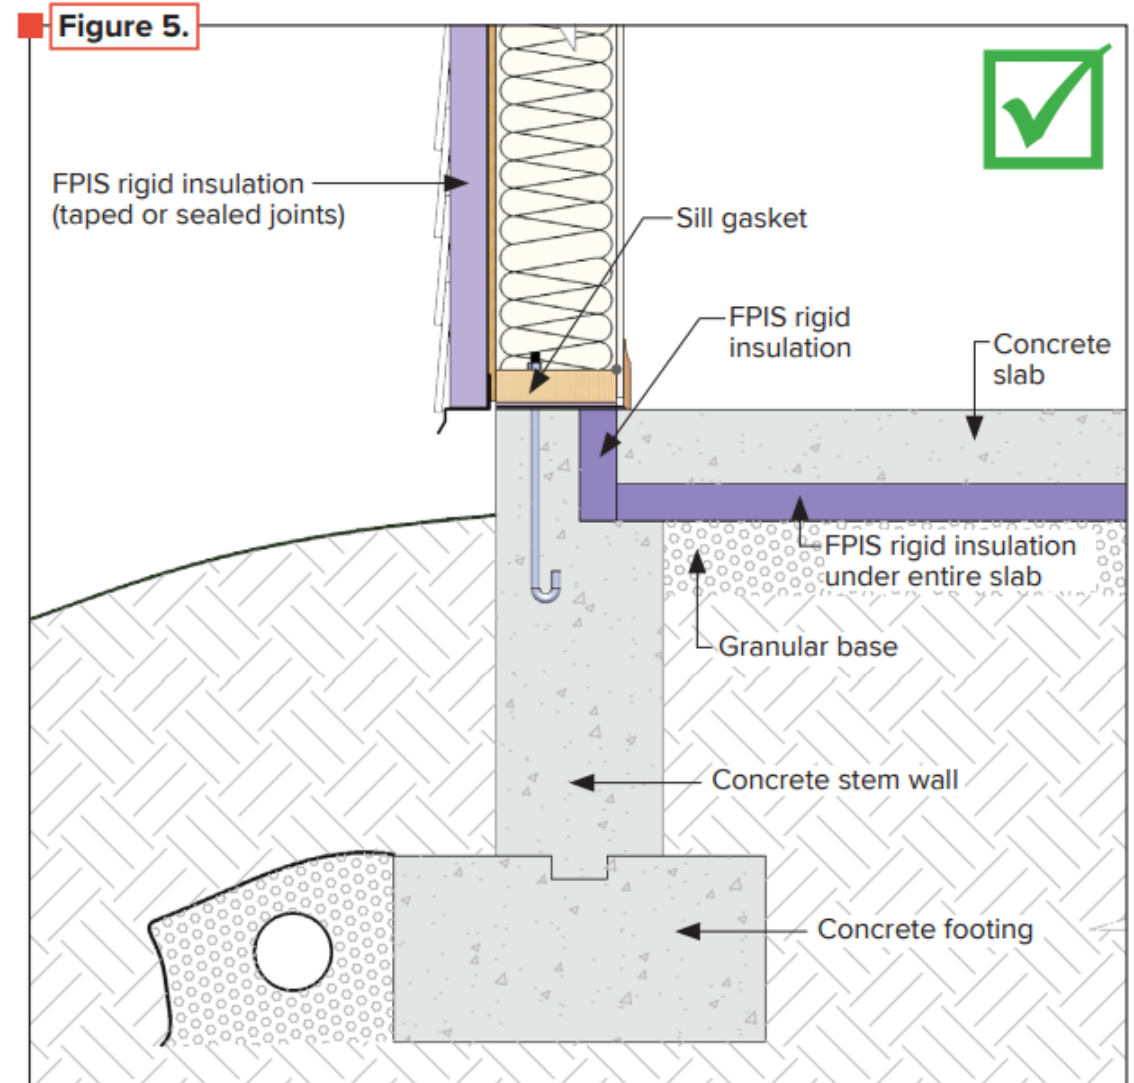 Figure 5.
FPIS rigid insulation
(taped or sealed joints)
Sill gasket
FPIS rigid
insulation
Concrete
slab
FPIS rigid insulation
under entire slab
Granular base
Concrete stem wall
Concrete footing